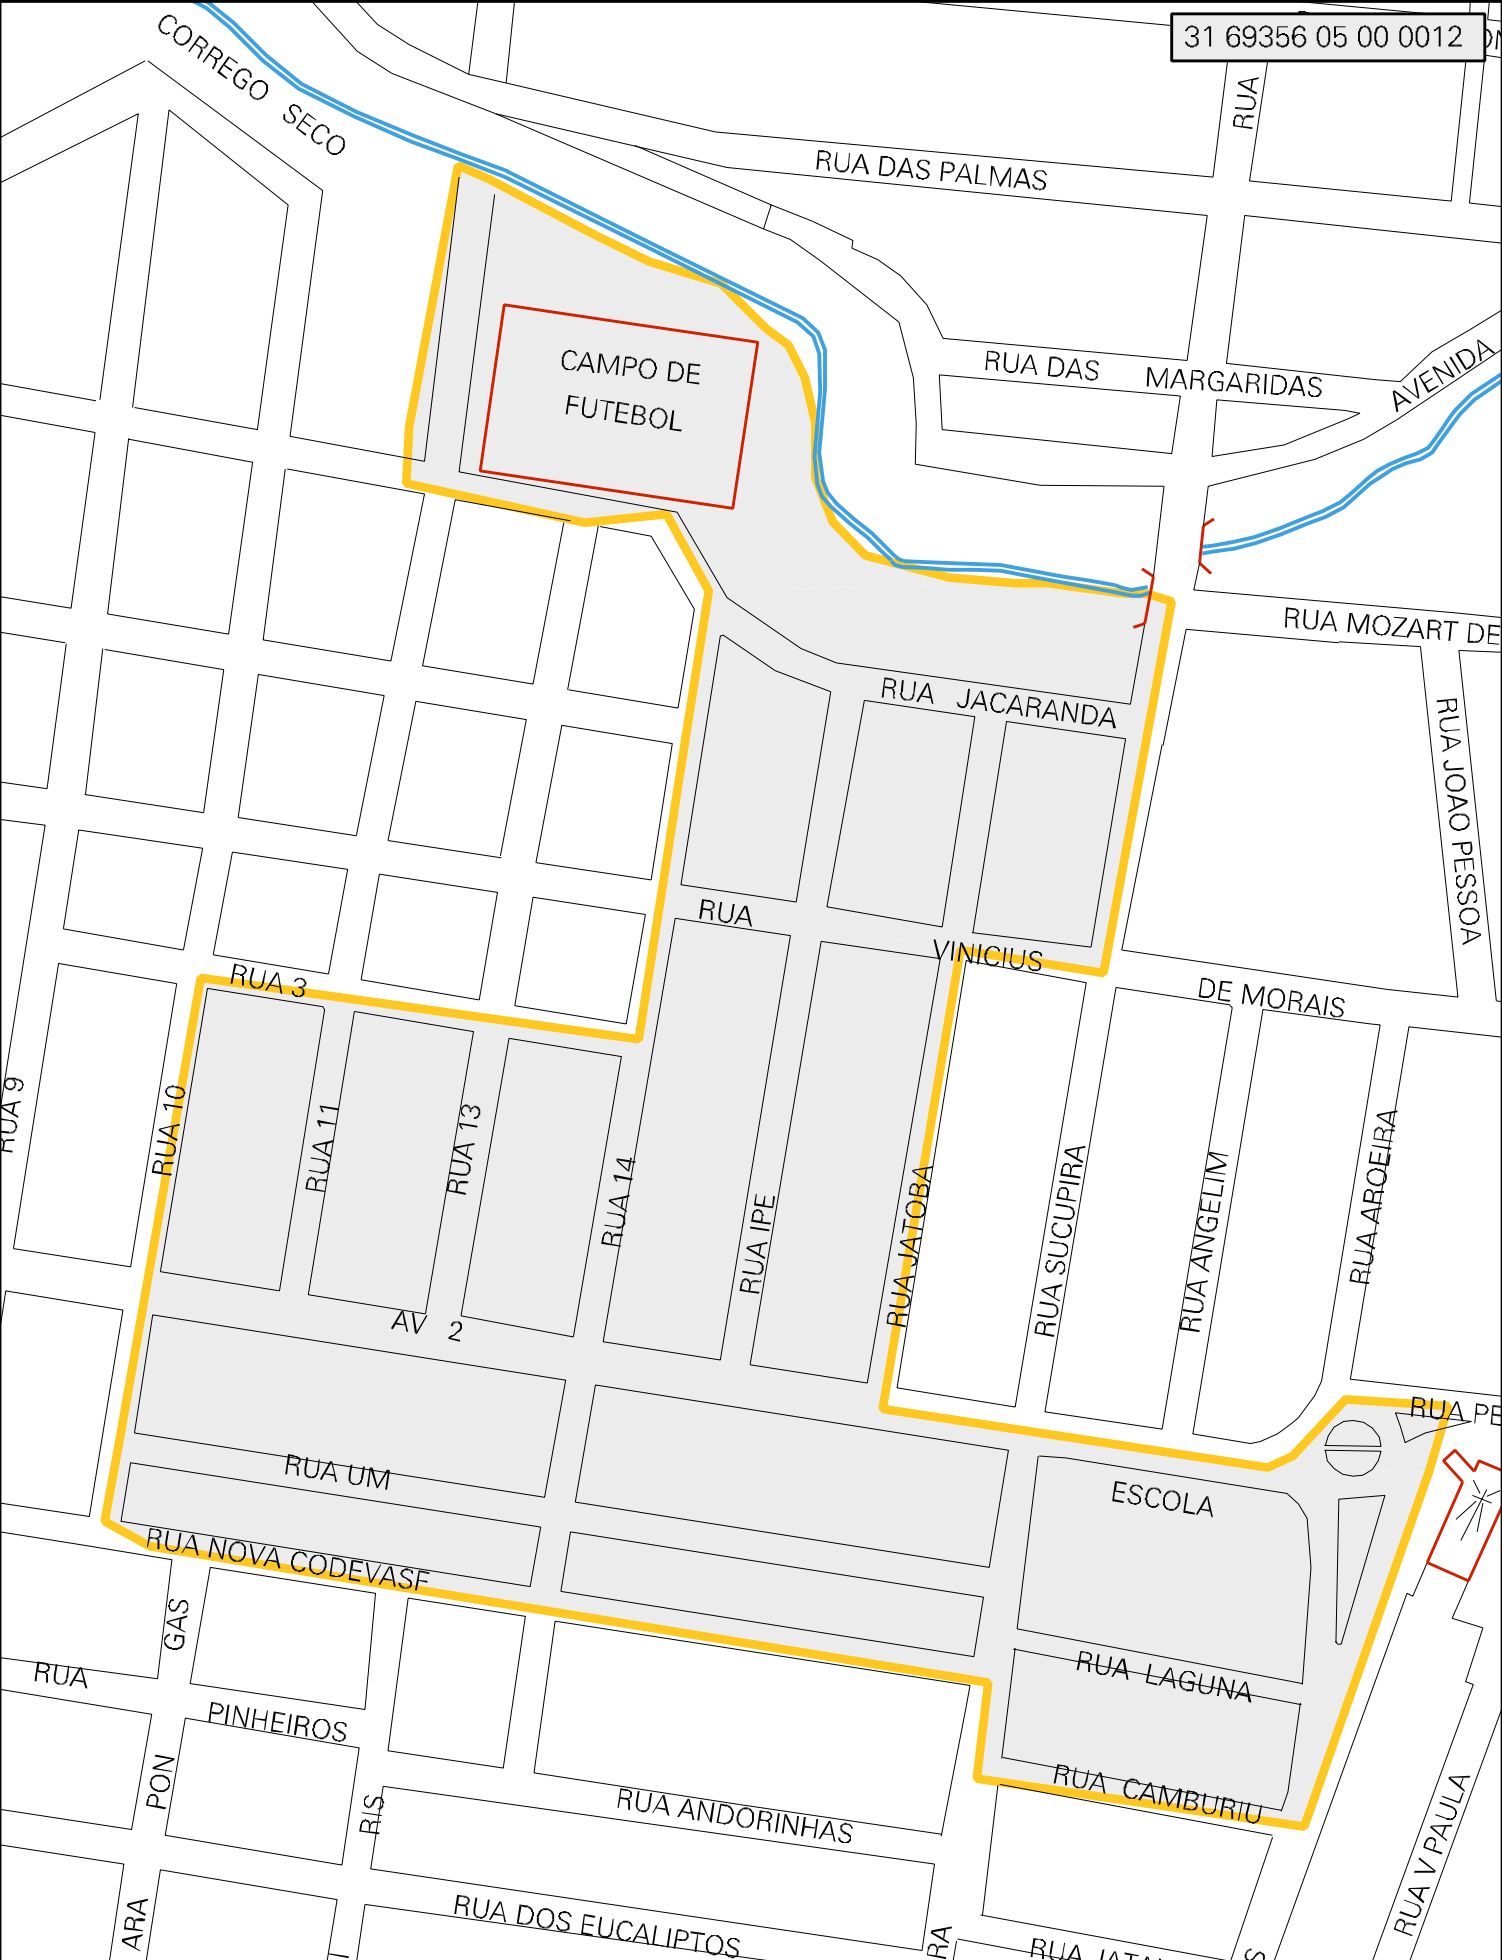 31 69356 05 00 0012
CORREGO SECO
RUA
RUA DAS PALMAS
RUA DAS MARGARIDAS
AVENIDA
CAMPO DE
FUTEBOL
RUA MOZART DE
RUA JACARANDA
RUA JOAO PESSOA
RUA VINICIUS DE MORAIS
RUA 3
RUA 9
RUA 10
RUA 11
RUA 13
RUA 14
RUA IPE
RUA JATOBA
RUA SUCUPIRA
RUA ANGELIM
RUA AROEIRA
AV 2
RUA PE
RUA UM
ESCOLA
RUA NOVA CODEVASF
GAS
RUA PINHEIROS
RUA LAGUNA
PON
RIS
RUA CAMBURIU
RUA ANDORINHAS
RUA V PAULA
ARA
RUA DOS EUCALIPTOS
RA